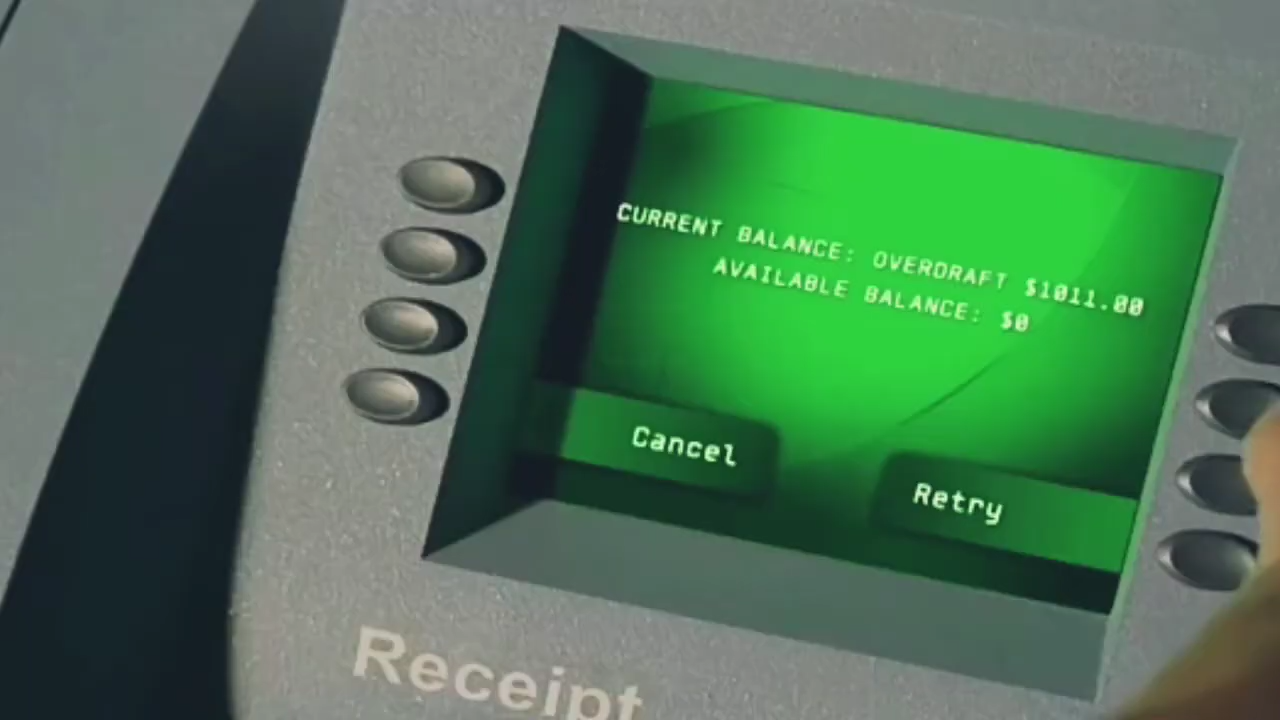 CURRENT BALANCE: OVERDRAFT $1011.00
AVAILABLE BALANCE: $0
Cancel
Retry
Receipt